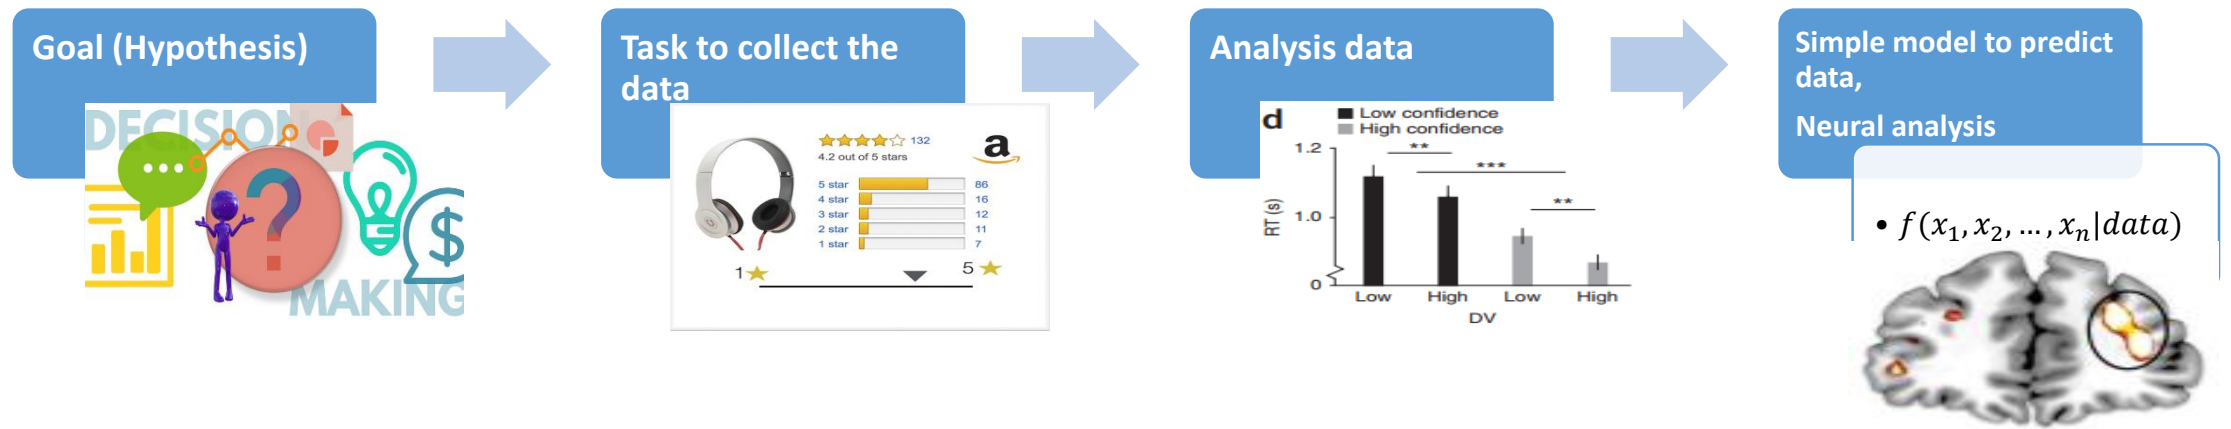 Goal (Hypothesis)
DECISION
?
$
MAKING
Task to collect the
data
132
4.2 out of 5 stars
a
5 star 86
4 star 16
3 star 12
2 star 11
1 star 7
1 5
Analysis data
d
Low confidence
High confidence
1.2
**
***
**
1.0
RT (s)
0
Low High Low High
DV
Simple model to predict
data,
Neural analysis
• f(x₁, x₂, … , xₙ|data)